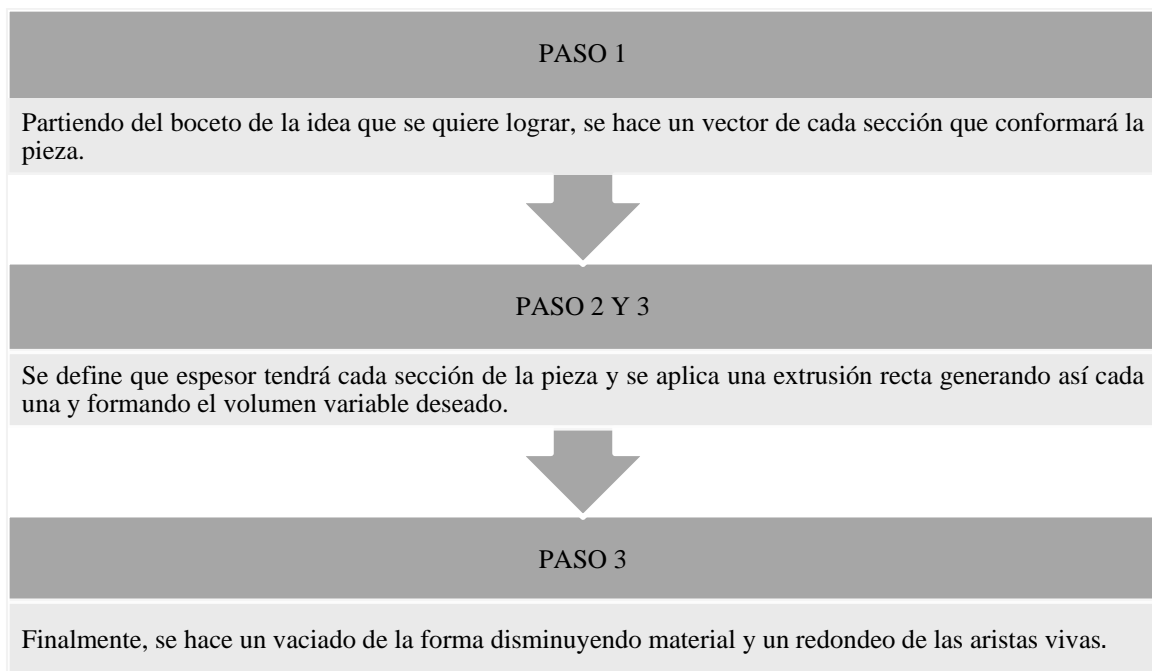 PASO 1
Partiendo del boceto de la idea que se quiere lograr, se hace un vector de cada sección que conformará la
pieza.
PASO 2 Y 3
Se define que espesor tendrá cada sección de la pieza y se aplica una extrusión recta generando así cada
una y formando el volumen variable deseado.
PASO 3
Finalmente, se hace un vaciado de la forma disminuyendo material y un redondeo de las aristas vivas.